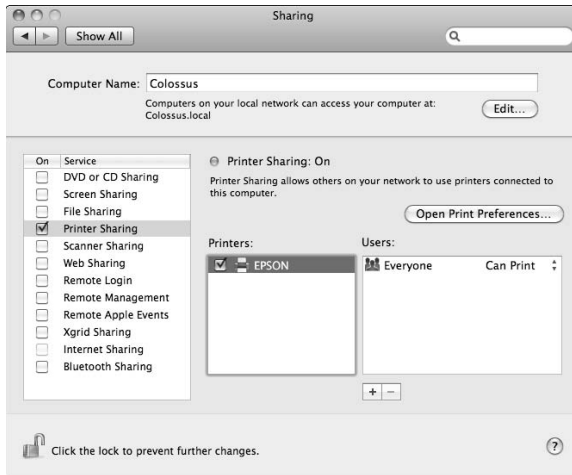 Sharing
Show All
Computer Name: Colossus
Computers on your local network can access your computer at:
Colossus.local
Edit...
On Service
DVD or CD Sharing
Screen Sharing
File Sharing
Printer Sharing
Scanner Sharing
Web Sharing
Remote Login
Remote Management
Remote Apple Events
Xgrid Sharing
Internet Sharing
Bluetooth Sharing
Printer Sharing: On
Printer Sharing allows others on your network to use printers connected to
this computer.
Open Print Preferences...
Printers:
EPSON
Users:
Everyone Can Print
+ −
Click the lock to prevent further changes.
?